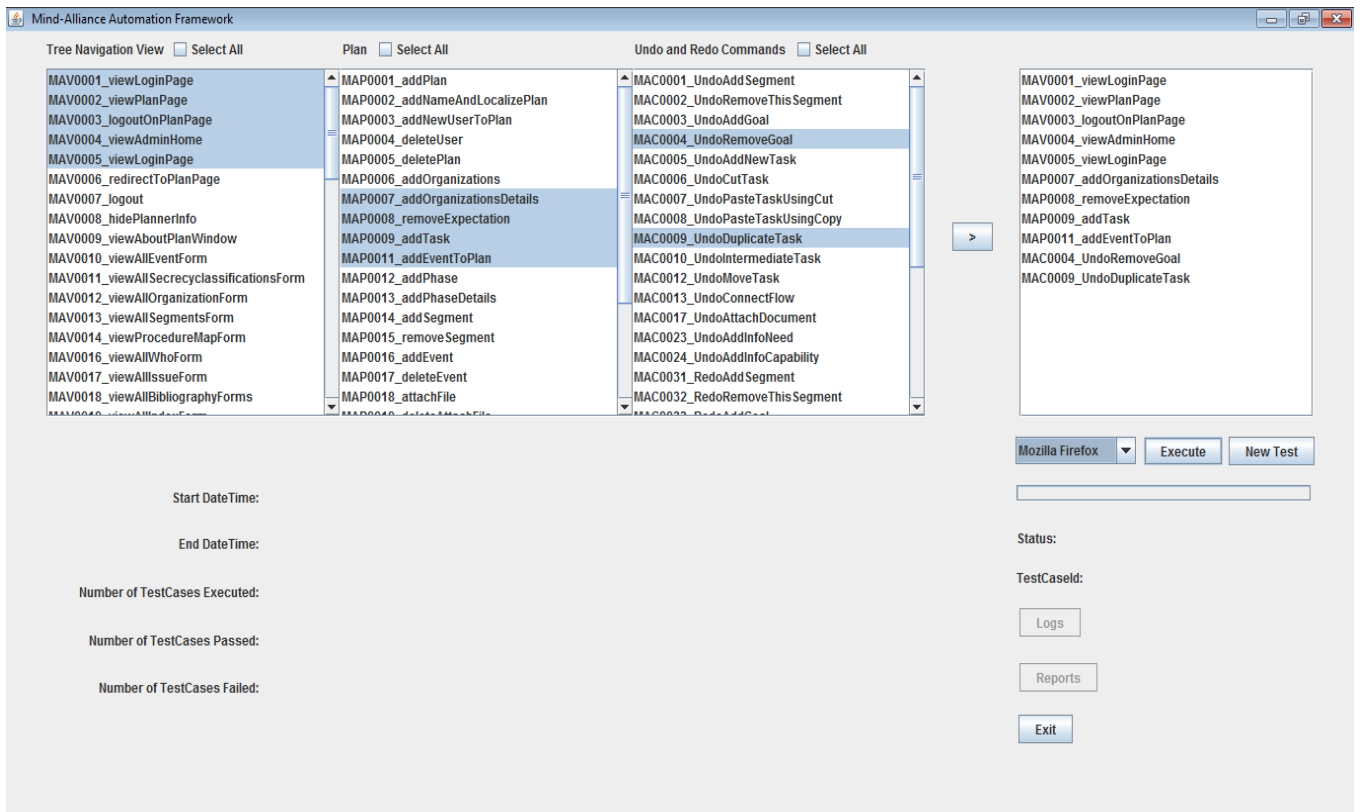 Mind-Alliance Automation Framework
Tree Navigation View Select All
Plan Select All
Undo and Redo Commands Select All
MAV0001_viewLoginPage
MAV0002_viewPlanPage
MAV0003_logoutOnPlanPage
MAV0004_viewAdminHome
MAV0005_viewLoginPage
MAV0006_redirectToPlanPage
MAV0007_logout
MAV0008_hidePlannerInfo
MAV0009_viewAboutPlanWindow
MAV0010_viewAllEventForm
MAV0011_viewAllSecrecyclassificationsForm
MAV0012_viewAllOrganizationForm
MAV0013_viewAllSegmentsForm
MAV0014_viewProcedureMapForm
MAV0016_viewAllWhoForm
MAV0017_viewAllIssueForm
MAV0018_viewAllBibliographyForms
MAP0001_addPlan
MAP0002_addNameAndLocalizePlan
MAP0003_addNewUserToPlan
MAP0004_deleteUser
MAP0005_deletePlan
MAP0006_addOrganizations
MAP0007_addOrganizationsDetails
MAP0008_removeExpectation
MAP0009_addTask
MAP0011_addEventToPlan
MAP0012_addPhase
MAP0013_addPhaseDetails
MAP0014_addSegment
MAP0015_removeSegment
MAP0016_addEvent
MAP0017_deleteEvent
MAP0018_attachFile
MAC0001_UndoAddSegment
MAC0002_UndoRemoveThisSegment
MAC0003_UndoAddGoal
MAC0004_UndoRemoveGoal
MAC0005_UndoAddNewTask
MAC0006_UndoCutTask
MAC0007_UndoPasteTaskUsingCut
MAC0008_UndoPasteTaskUsingCopy
MAC0009_UndoDuplicateTask
MAC0010_UndoIntermediateTask
MAC0012_UndoMoveTask
MAC0013_UndoConnectFlow
MAC0017_UndoAttachDocument
MAC0023_UndoAddInfoNeed
MAC0024_UndoAddInfoCapability
MAC0031_RedoAddSegment
MAC0032_RedoRemoveThisSegment
>
MAV0001_viewLoginPage
MAV0002_viewPlanPage
MAV0003_logoutOnPlanPage
MAV0004_viewAdminHome
MAV0005_viewLoginPage
MAP0007_addOrganizationsDetails
MAP0008_removeExpectation
MAP0009_addTask
MAP0011_addEventToPlan
MAC0004_UndoRemoveGoal
MAC0009_UndoDuplicateTask
Mozilla Firefox Execute New Test
Start DateTime:
End DateTime:
Number of TestCases Executed:
Number of TestCases Passed:
Number of TestCases Failed:
Status:
TestCaseId:
Logs
Reports
Exit